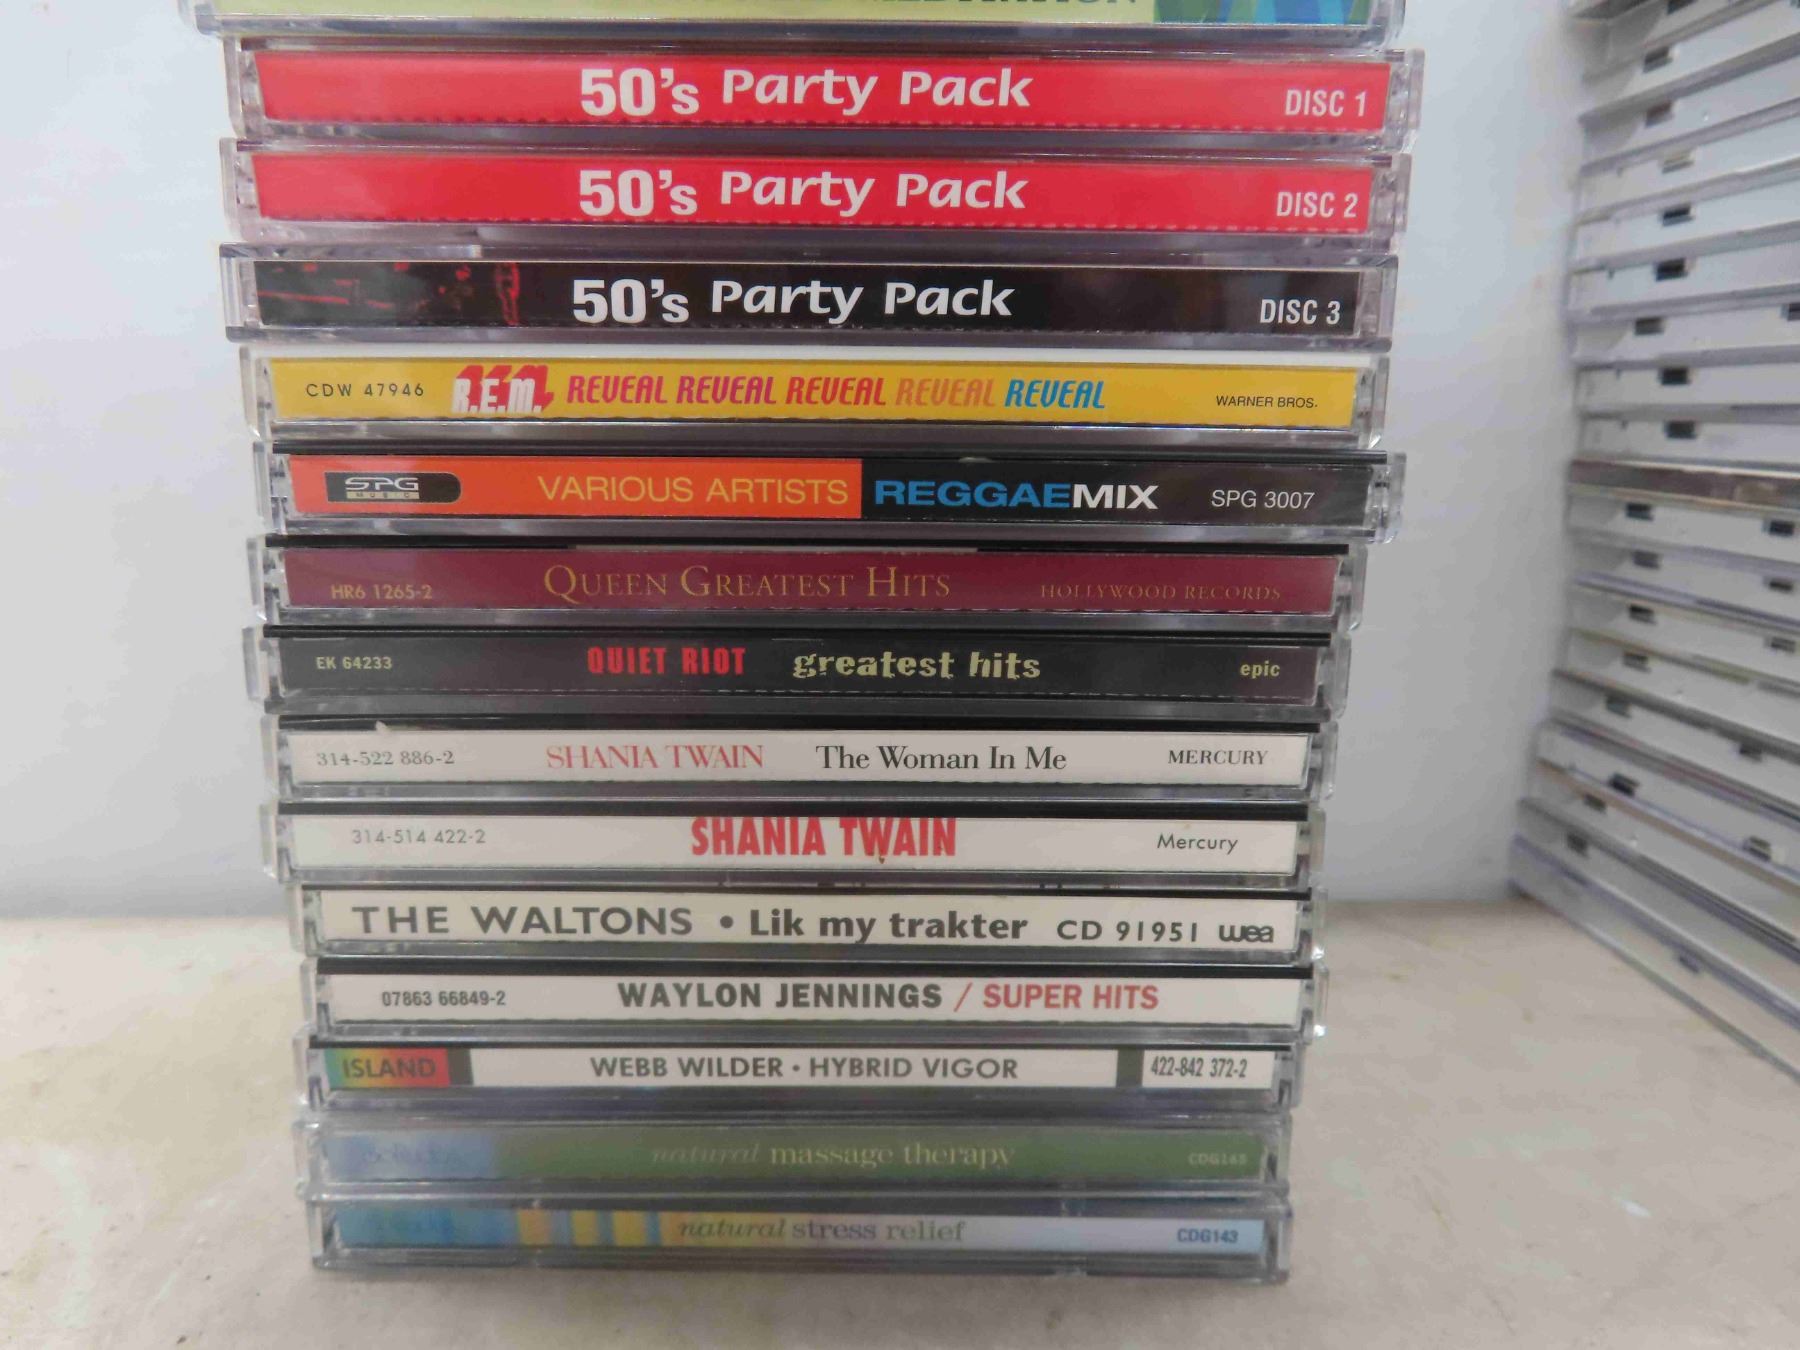 50's Party Pack DISC 1
50's Party Pack DISC 2
50's Party Pack DISC 3
CDW 47946 R.E.M. REVEAL REVEAL REVEAL REVEAL REVEAL WARNER BROS.
SPG MUSIC VARIOUS ARTISTS REGGAEMIX SPG 3007
HR6 1265-2 QUEEN GREATEST HITS HOLLYWOOD RECORDS
EK 64233 QUIET RIOT greatest hits epic
314-522 886-2 SHANIA TWAIN The Woman In Me MERCURY
314-514 422-2 SHANIA TWAIN Mercury
THE WALTONS • Lik my trakter CD 91951 wea
07863 66849-2 WAYLON JENNINGS / SUPER HITS
ISLAND WEBB WILDER · HYBRID VIGOR 422-842 372-2
natural massage therapy
natural stress relief CDG143